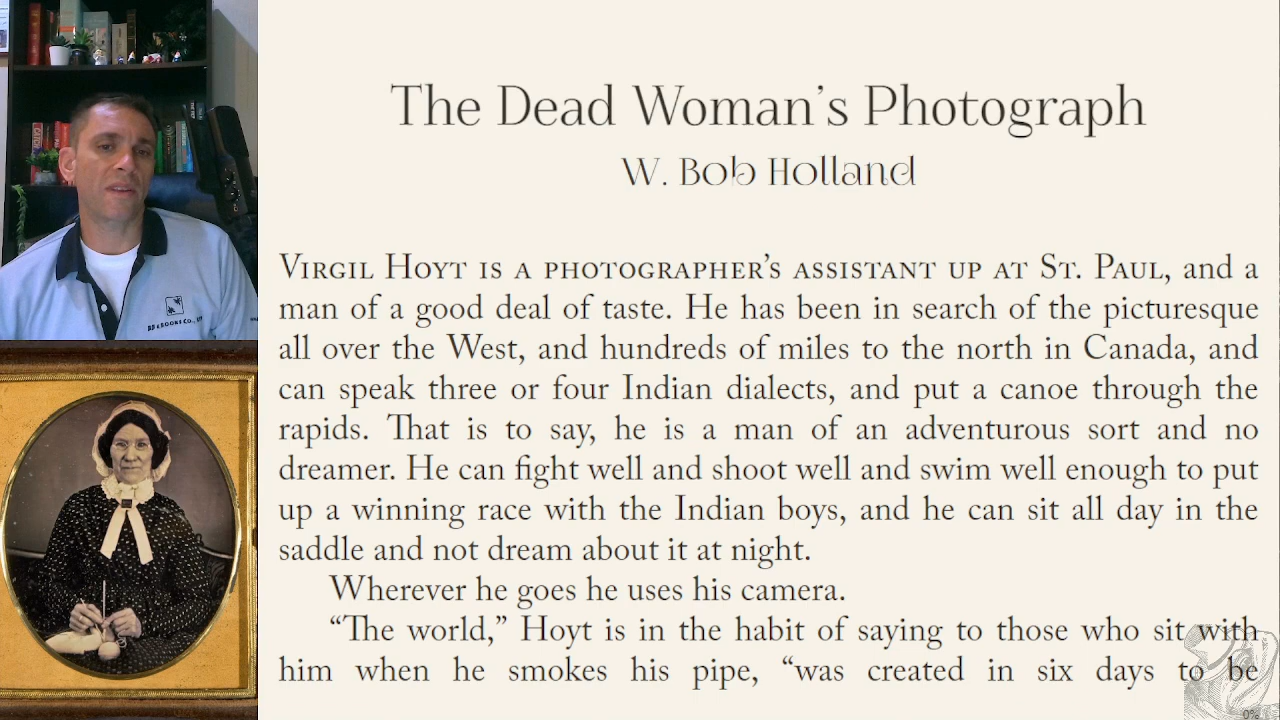 The Dead Woman’s Photograph
W. Bob Holland
VIRGIL HOYT IS A PHOTOGRAPHER’S ASSISTANT UP AT ST. PAUL, and a
man of a good deal of taste. He has been in search of the picturesque
all over the West, and hundreds of miles to the north in Canada, and
can speak three or four Indian dialects, and put a canoe through the
rapids. That is to say, he is a man of an adventurous sort and no
dreamer. He can fight well and shoot well and swim well enough to put
up a winning race with the Indian boys, and he can sit all day in the
saddle and not dream about it at night.
Wherever he goes he uses his camera.
“The world,” Hoyt is in the habit of saying to those who sit with
him when he smokes his pipe, “was created in six days to be
0%